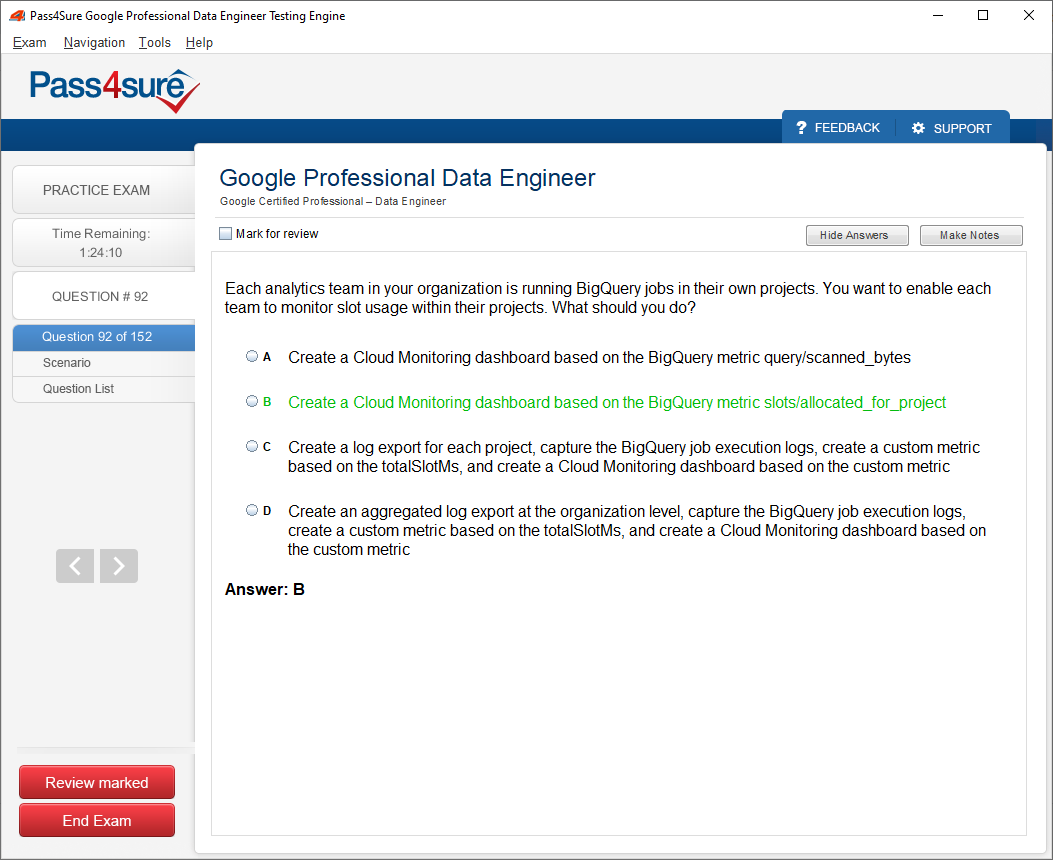 Pass4Sure Google Professional Data Engineer Testing Engine
Exam Navigation Tools Help
Pass4sure
? FEEDBACK SUPPORT
PRACTICE EXAM
Time Remaining:
1:24:10
QUESTION # 92
Question 92 of 152
Scenario
Question List
Google Professional Data Engineer
Google Certified Professional – Data Engineer
Mark for review
Hide Answers Make Notes
Each analytics team in your organization is running BigQuery jobs in their own projects. You want to enable each
team to monitor slot usage within their projects. What should you do?
A Create a Cloud Monitoring dashboard based on the BigQuery metric query/scanned_bytes
B Create a Cloud Monitoring dashboard based on the BigQuery metric slots/allocated_for_project
C Create a log export for each project, capture the BigQuery job execution logs, create a custom metric
based on the totalSlotMs, and create a Cloud Monitoring dashboard based on the custom metric
D Create an aggregated log export at the organization level, capture the BigQuery job execution logs,
create a custom metric based on the totalSlotMs, and create a Cloud Monitoring dashboard based on
the custom metric
Answer: B
Review marked
End Exam